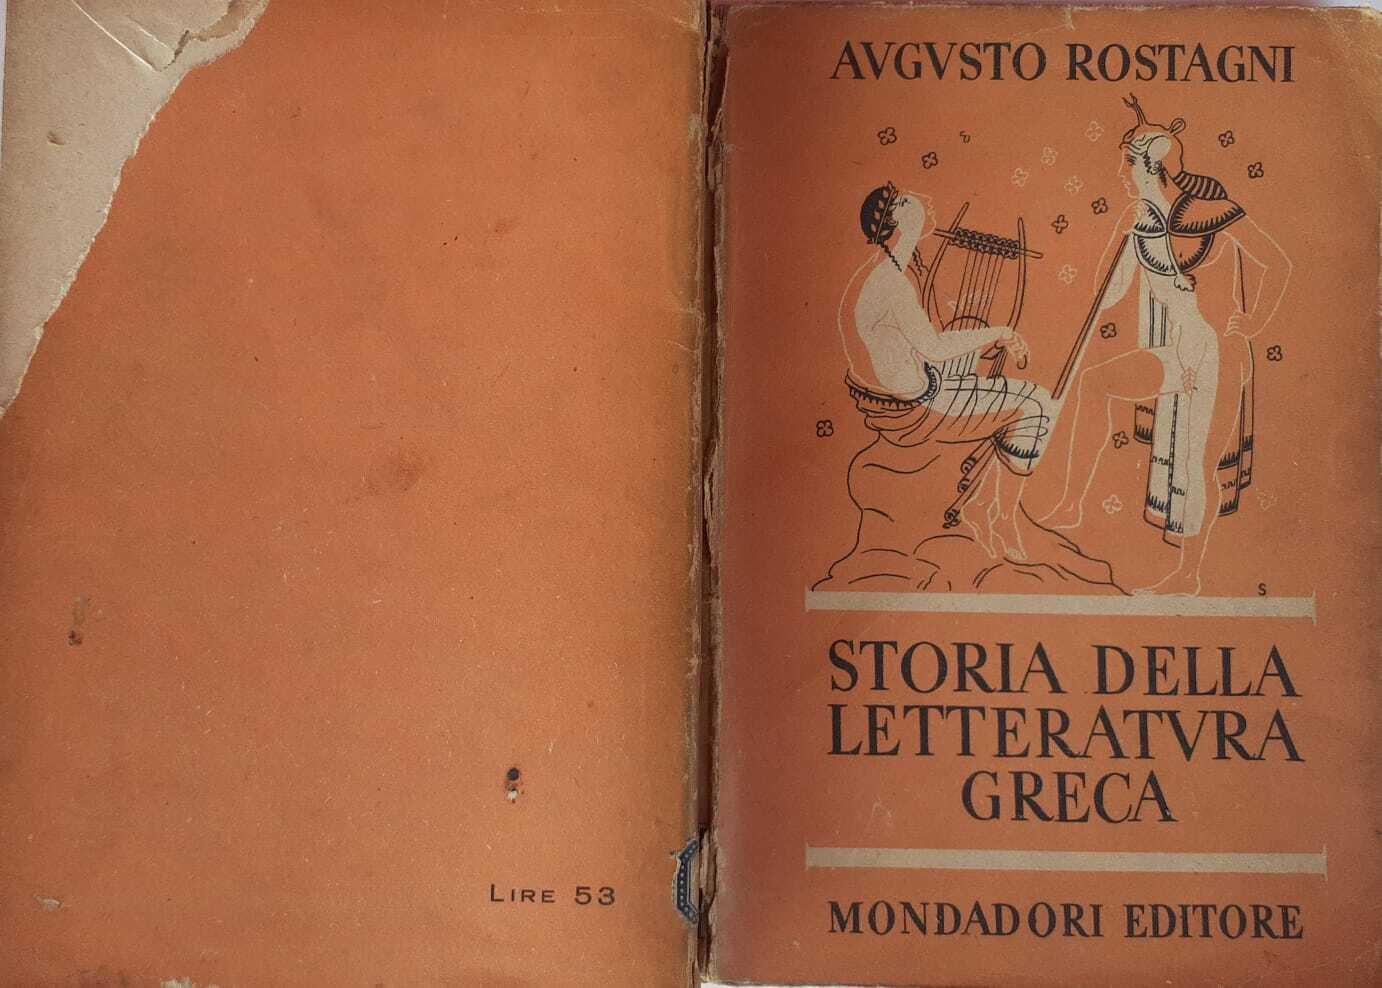 AVGVSTO ROSTAGNI
S
STORIA DELLA
LETTERATVRA
GRECA
MONDADORI EDITORE
LIRE 53